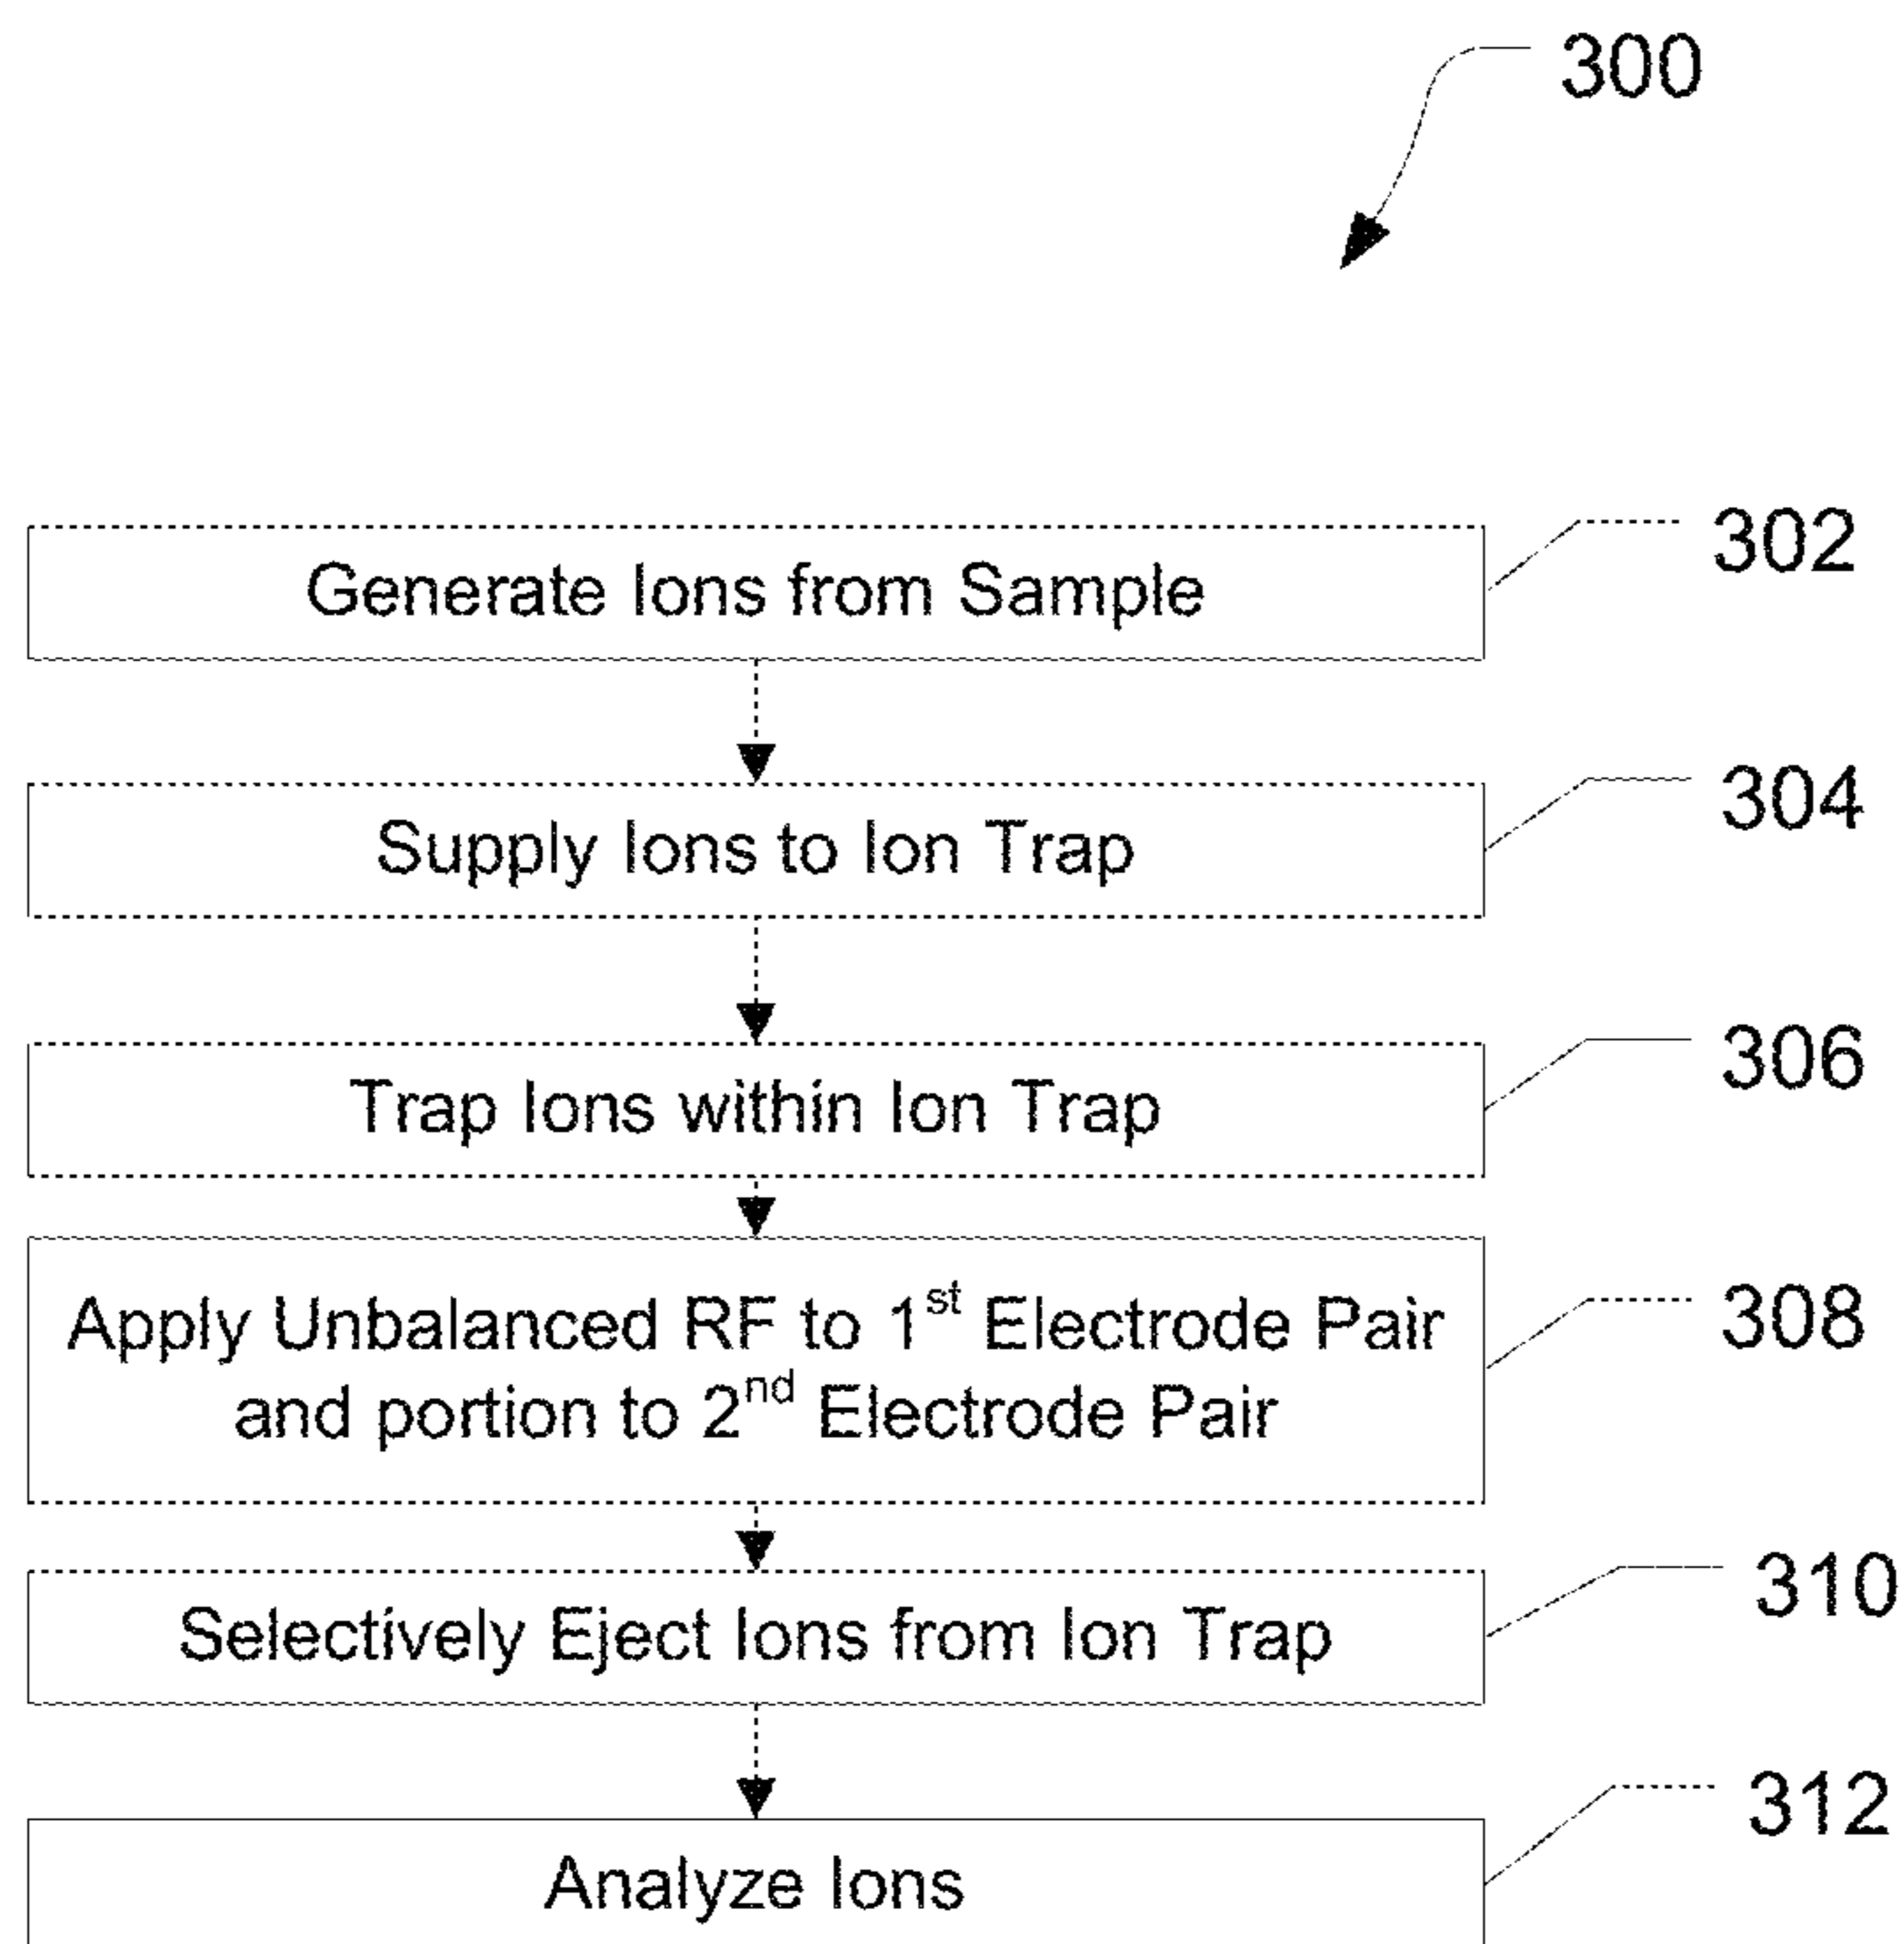 300
Generate Ions from Sample
302
Supply Ions to Ion Trap
304
Trap Ions within Ion Trap
306
Apply Unbalanced RF to 1st Electrode Pair
and portion to 2nd Electrode Pair
308
Selectively Eject Ions from Ion Trap
310
Analyze Ions
312